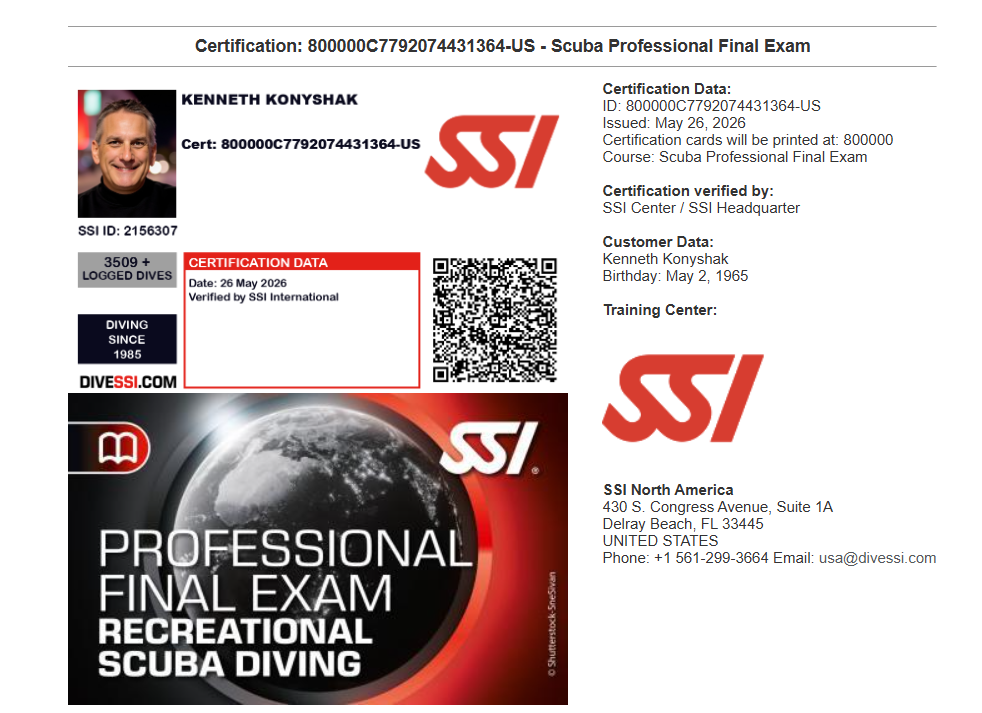 Certification: 800000C7792074431364-US - Scuba Professional Final Exam
KENNETH KONYSHAK
Cert: 800000C7792074431364-US
SSI
SSI ID: 2156307
3509 +
LOGGED DIVES
DIVING
SINCE
1985
DIVESSI.COM
CERTIFICATION DATA
Date: 26 May 2026
Verified by SSI International
SSI®
PROFESSIONAL
FINAL EXAM
RECREATIONAL
SCUBA DIVING
© Shutterstock-SneSivan
Certification Data:
ID: 800000C7792074431364-US
Issued: May 26, 2026
Certification cards will be printed at: 800000
Course: Scuba Professional Final Exam
Certification verified by:
SSI Center / SSI Headquarter
Customer Data:
Kenneth Konyshak
Birthday: May 2, 1965
Training Center:
SSI
SSI North America
430 S. Congress Avenue, Suite 1A
Delray Beach, FL 33445
UNITED STATES
Phone: +1 561-299-3664 Email: usa@divessi.com